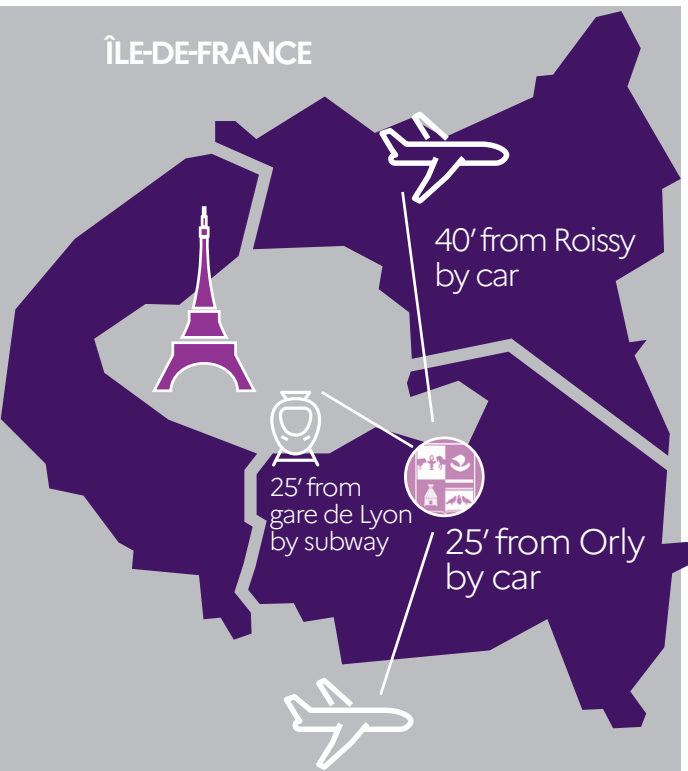 ÎLE-DE-FRANCE
40’ from Roissy
by car
25’ from
gare de Lyon
by subway
25’ from Orly
by car